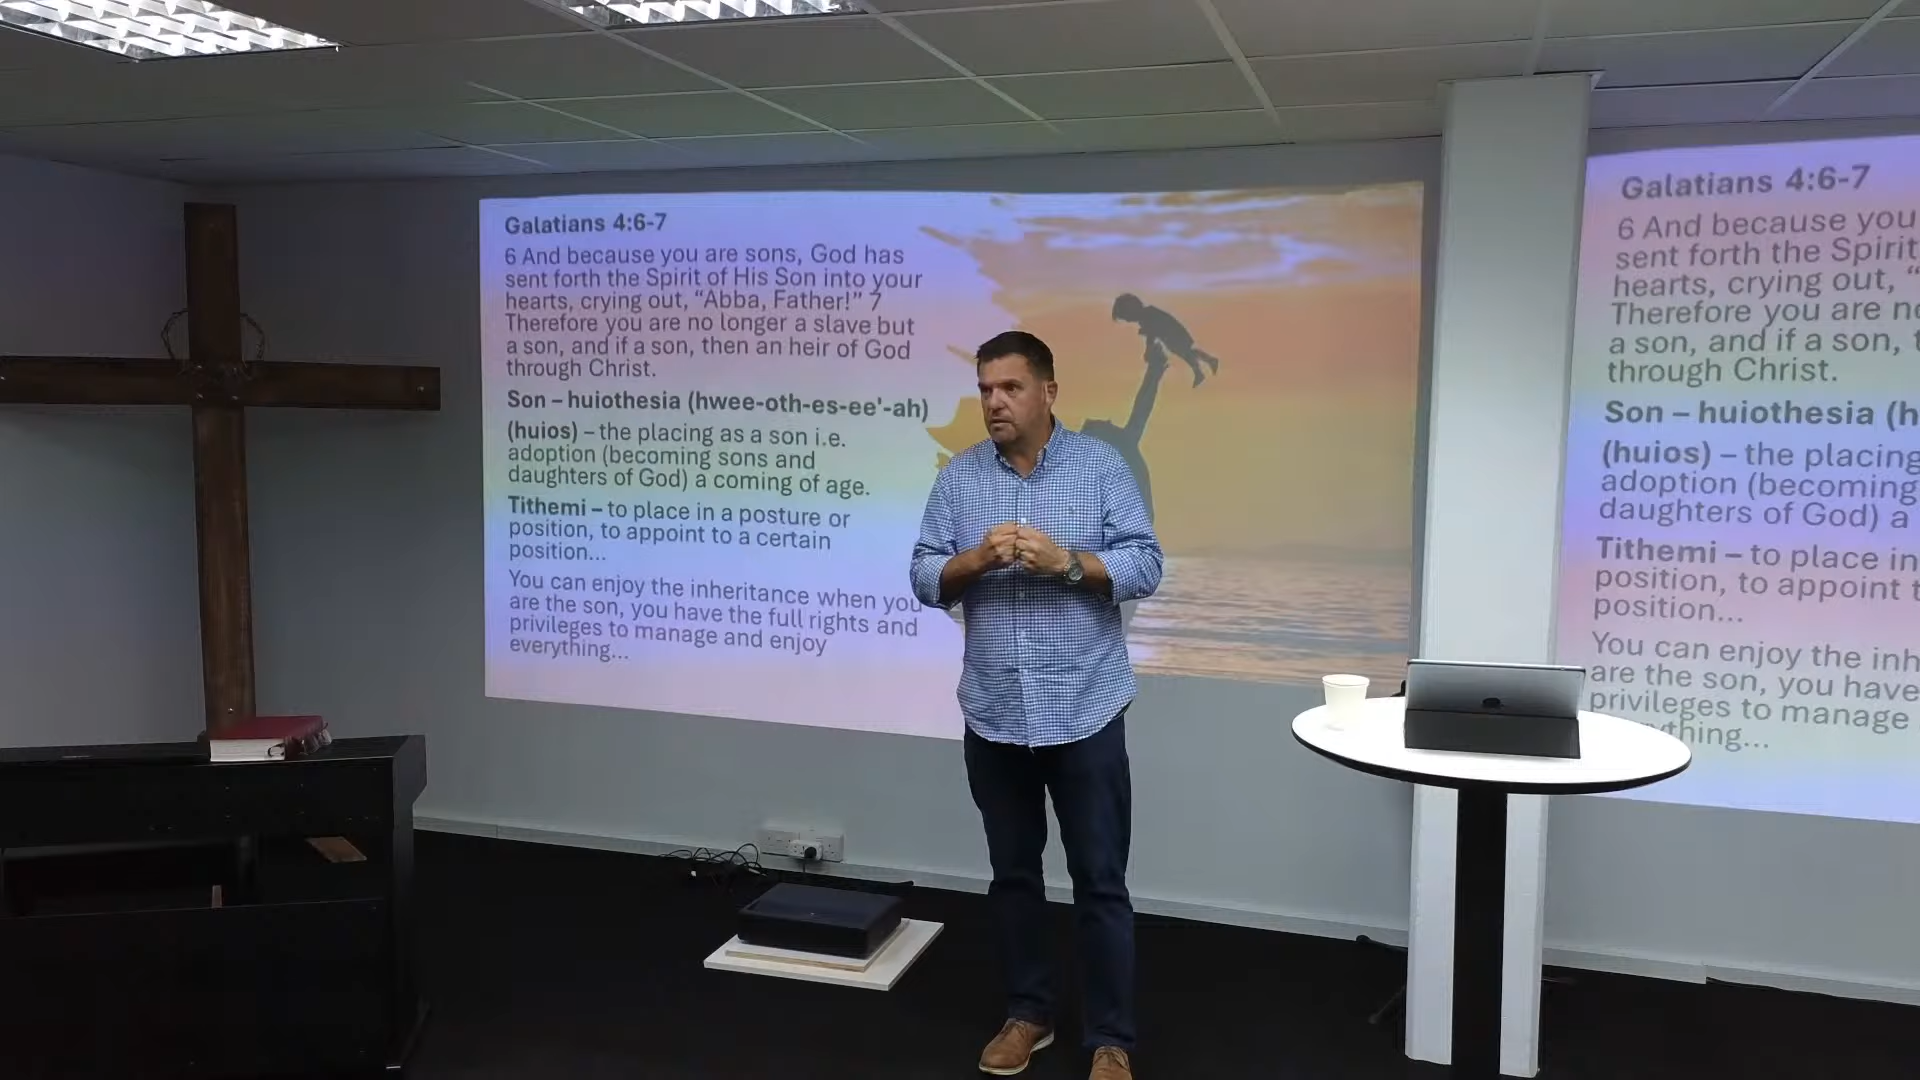 Galatians 4:6-7
6 And because you are sons, God has
sent forth the Spirit of His Son into your
hearts, crying out, “Abba, Father!” 7
Therefore you are no longer a slave but
a son, and if a son, then an heir of God
through Christ.
Son – huiothesia (hwee-oth-es-ee'-ah)
(huios) – the placing as a son i.e.
adoption (becoming sons and
daughters of God) a coming of age.
Tithemi – to place in a posture or
position, to appoint to a certain
position...
You can enjoy the inheritance when you
are the son, you have the full rights and
privileges to manage and enjoy
everything...
Galatians 4:6-7
6 And because you
sent forth the Spirit
hearts, crying out, “
Therefore you are
a son, and if a son,
through Christ.
Son – huiothesia
(huios) – the placing
adoption (becoming
daughters of God) a
Tithemi – to place in
position, to appoint
position...
You can enjoy the
are the son, you have
privileges to manage